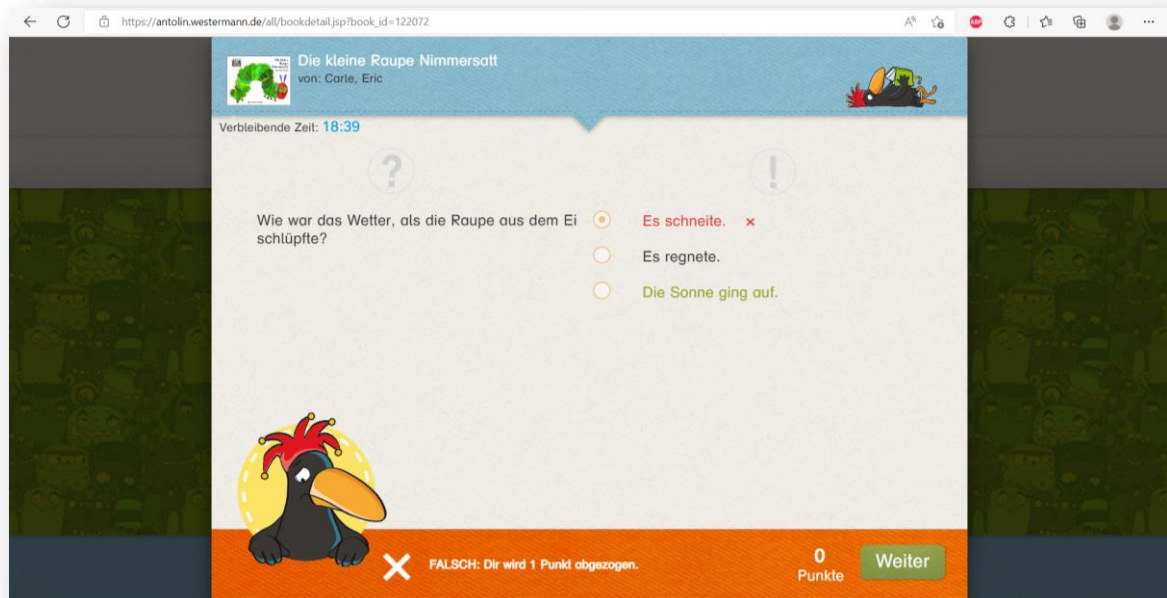 https://antolin.westermann.de/all/bookdetail.jsp?book_id=122072
Die kleine Raupe Nimmersatt
von: Carle, Eric
Verbleibende Zeit: 18:39
?
!
Wie war das Wetter, als die Raupe aus dem Ei
schlüpfte?
Es schneite. ×
Es regnete.
Die Sonne ging auf.
FALSCH: Dir wird 1 Punkt abgezogen.
0
Punkte
Weiter